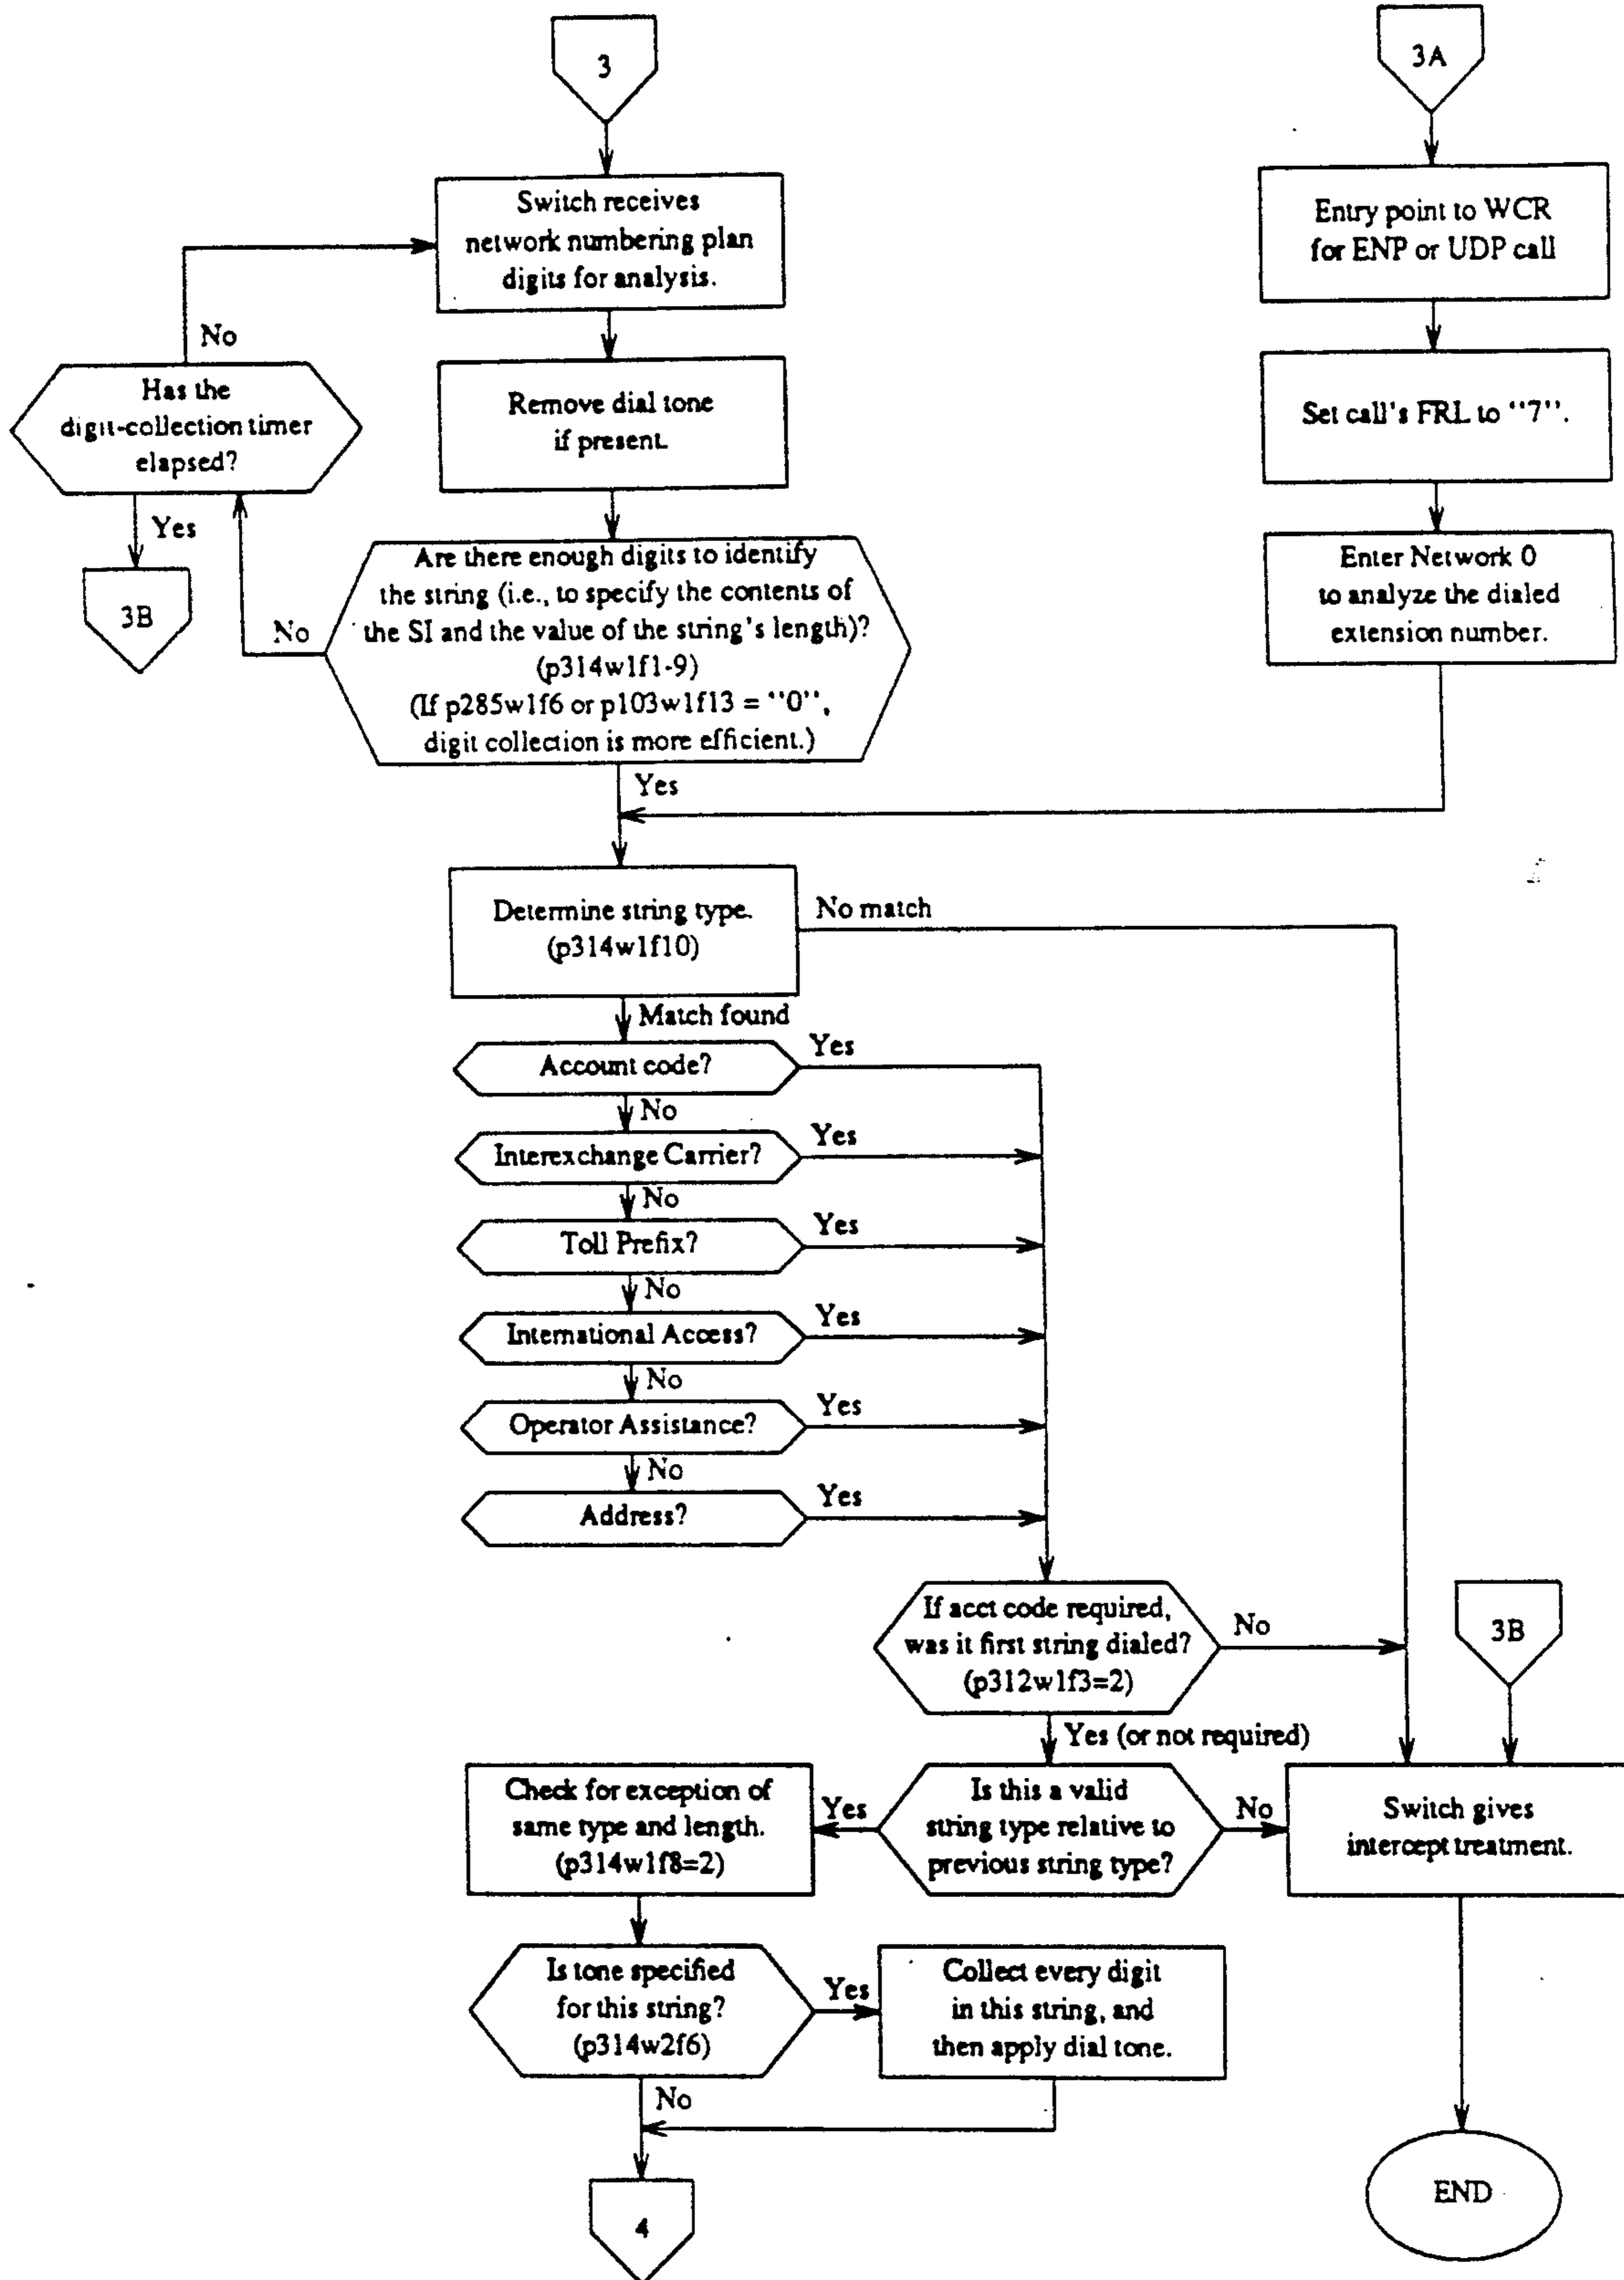 3
3A
Switch receives
network numbering plan
digits for analysis.
Entry point to WCR
for ENP or UDP call
No
Has the
digit-collection timer
elapsed?
Remove dial tone
if present.
Set call's FRL to "7".
Yes
3B
Are there enough digits to identify
the string (i.e., to specify the contents of
the SI and the value of the string's length)?
(p314w1f1-9)
(If p285w1f6 or p103w1f13 = "0",
digit collection is more efficient.)
No
Enter Network 0
to analyze the dialed
extension number.
Yes
Determine string type.
(p314w1f10)
No match
Match found
Account code?
Yes
No
Interexchange Carrier?
Yes
No
Toll Prefix?
Yes
No
International Access?
Yes
No
Operator Assistance?
Yes
No
Address?
Yes
If acct code required,
was it first string dialed?
(p312w1f3=2)
No
3B
Yes (or not required)
Check for exception of
same type and length.
(p314w1f8=2)
Yes
Is this a valid
string type relative to
previous string type?
No
Switch gives
intercept treatment.
Is tone specified
for this string?
(p314w2f6)
Yes
Collect every digit
in this string, and
then apply dial tone.
No
4
END